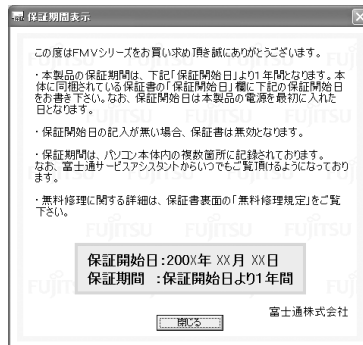 保証期間表示
この度はFMVシリーズをお買い求め頂き誠にありがとうございます。
・本製品の保証期間は、下記「保証開始日」より1年間となります。本
体に同梱されている保証書の「保証開始日」欄に下記の保証開始日
をお書き下さい。なお、保証開始日は本製品の電源を最初に入れた
日となります。
・保証開始日の記入が無い場合、保証書は無効となります。
・保証期間は、パソコン本体内の複数箇所に記録されております。
なお、富士通サービスアシスタントからいつでもご覧頂けるようになっており
ます。
・無料修理に関する詳細は、保証書裏面の「無料修理規定」をご覧
下さい。
保証開始日:200X年 XX月 XX日
保証期間 :保証開始日より1年間
富士通株式会社
閉じる